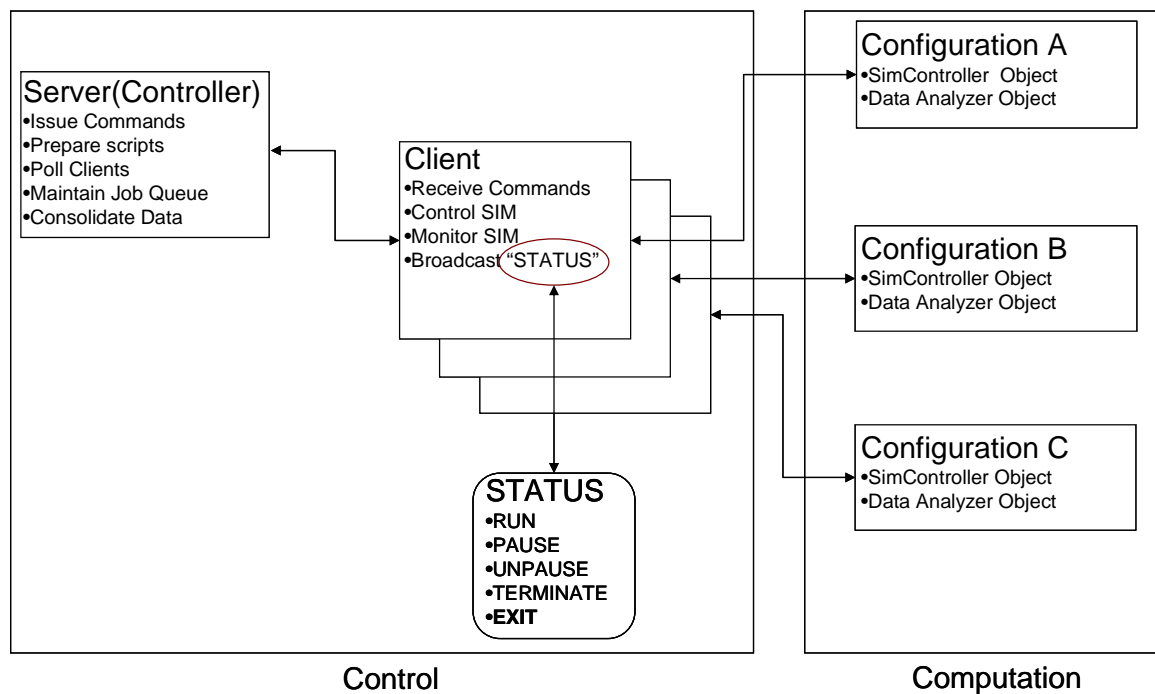 Server(Controller)
•Issue Commands
•Prepare scripts
•Poll Clients
•Maintain Job Queue
•Consolidate Data
Client
•Receive Commands
•Control SIM
•Monitor SIM
•Broadcast “STATUS”
STATUS
•RUN
•PAUSE
•UNPAUSE
•TERMINATE
•EXIT
Control
Configuration A
•SimController Object
•Data Analyzer Object
Configuration B
•SimController Object
•Data Analyzer Object
Configuration C
•SimController Object
•Data Analyzer Object
Computation